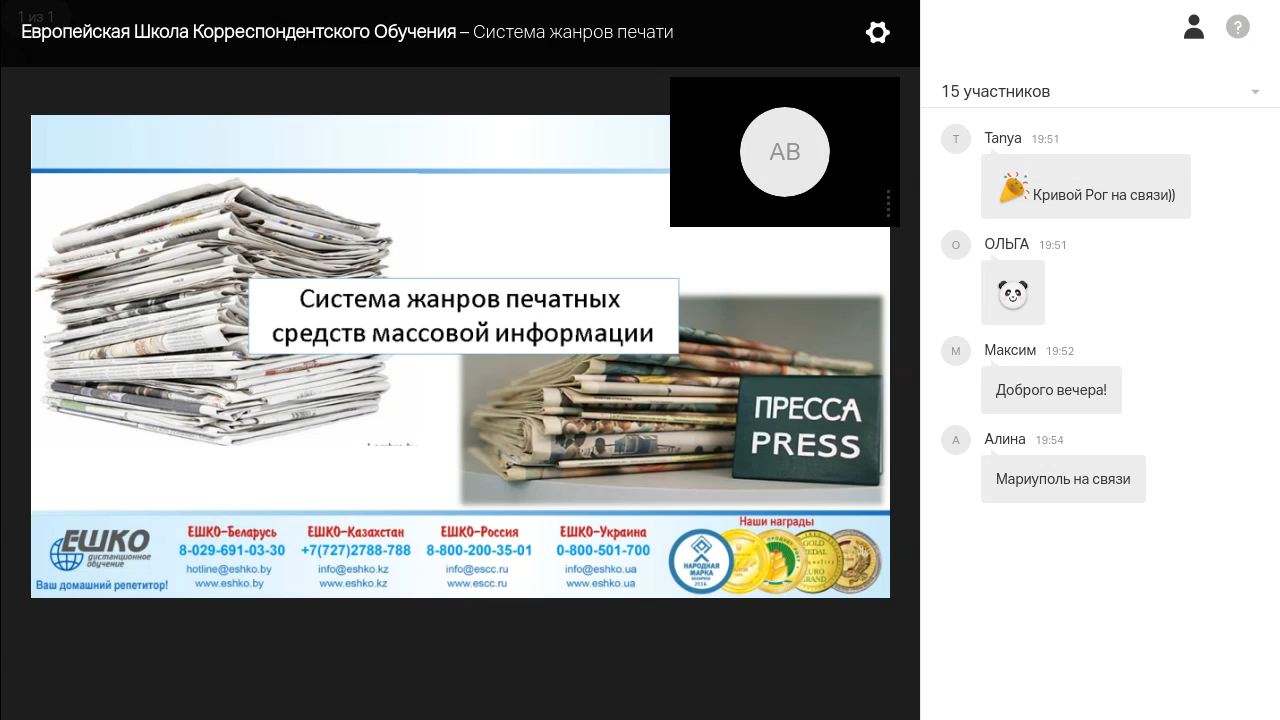 1 из 1
Европейская Школа Корреспондентского Обучения – Система жанров печати
AB
Система жанров печатных
средств массовой информации
ПРЕССА
PRESS
ЕШКО
дистанционное
обучение
Ваш домашний репетитор!
ЕШКО-Беларусь
8-029-691-03-30
hotline@eshko.by
www.eshko.by
ЕШКО-Казахстан
+7(727)2788-788
info@eshko.kz
www.eshko.kz
ЕШКО-Россия
8-800-200-35-01
info@escc.ru
www.escc.ru
ЕШКО-Украина
0-800-501-700
info@eshko.ua
www.eshko.ua
Наши награды
НАРОДНАЯ
МАРКА
2016
GOLD
MEDAL
15 участников
T
Tanya 19:51
Кривой Рог на связи))
О
ОЛЬГА 19:51
М
Максим 19:52
Доброго вечера!
А
Алина 19:54
Мариуполь на связи